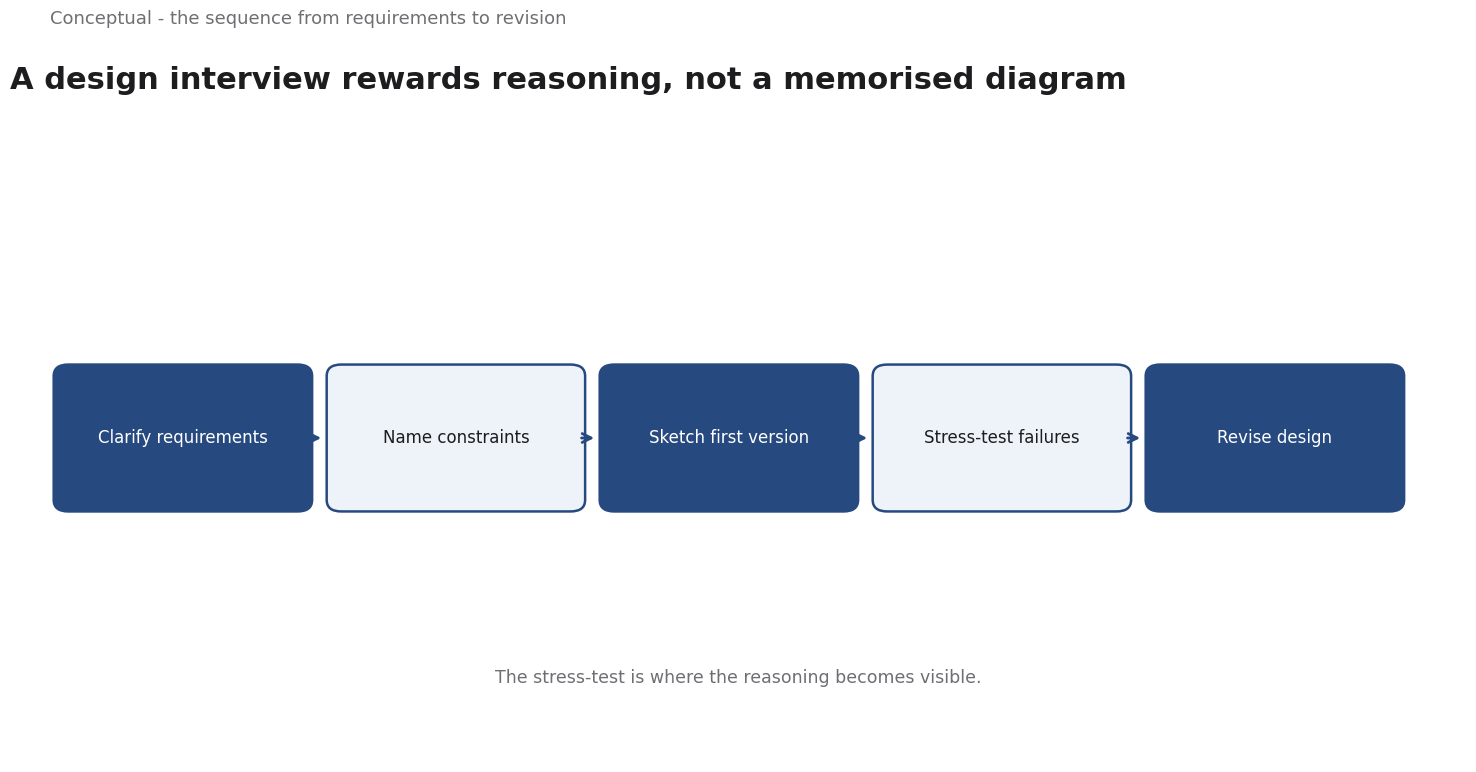 Conceptual - the sequence from requirements to revision
A design interview rewards reasoning, not a memorised diagram
Clarify requirements
Name constraints
Sketch first version
Stress-test failures
Revise design
The stress-test is where the reasoning becomes visible.